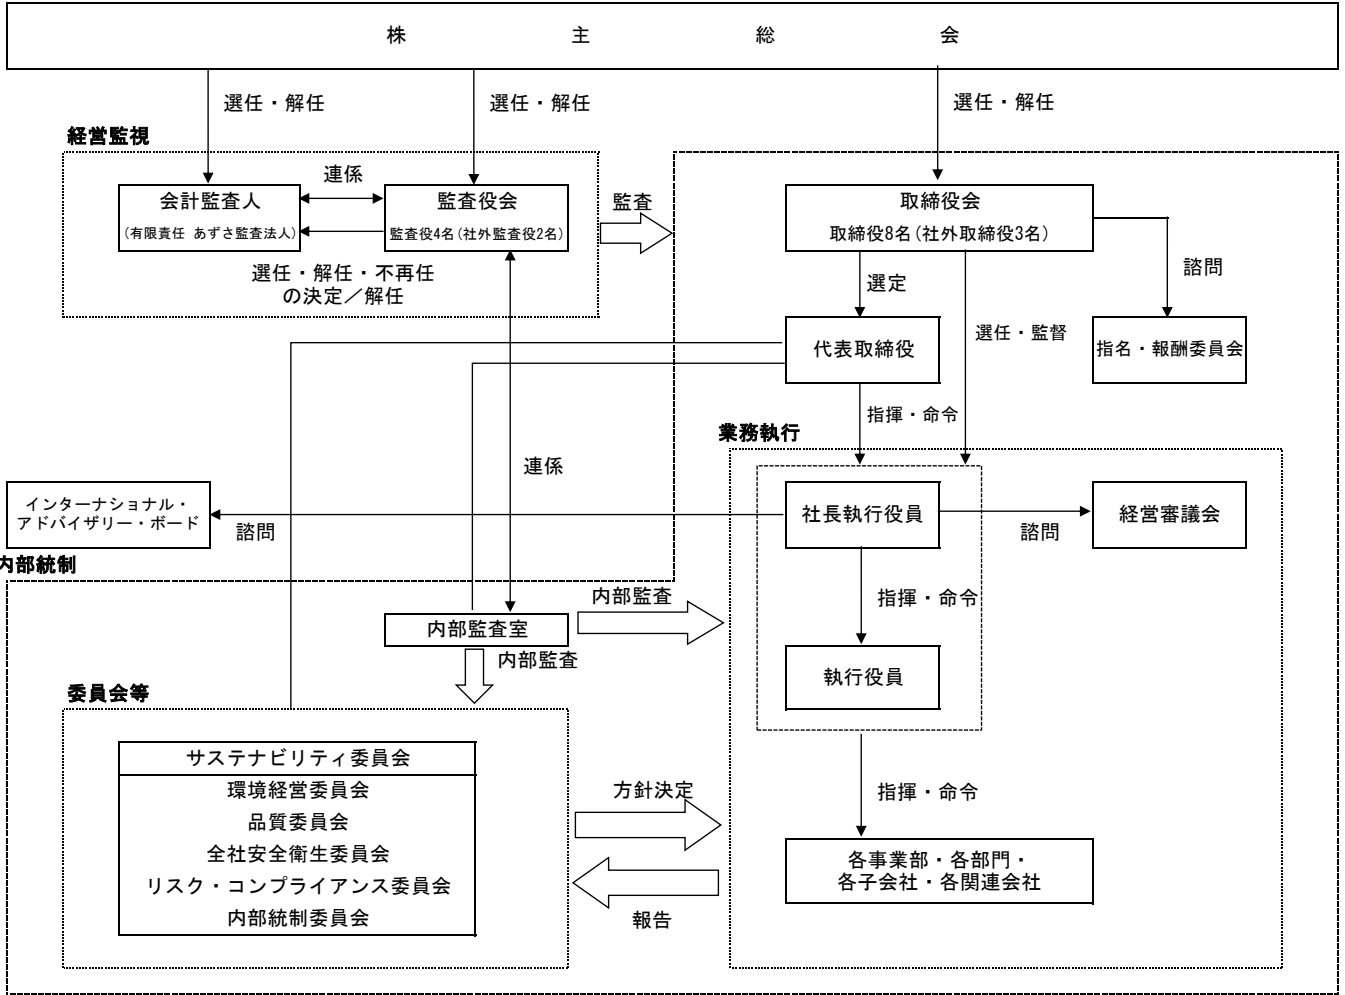 株主総会
選任・解任
選任・解任
選任・解任
経営監視
連係
会計監査人
(有限責任 あずさ監査法人)
監査役会
監査役4名(社外監査役2名)
監査
取締役会
取締役8名(社外取締役3名)
選任・解任・不再任
の決定／解任
選定
諮問
選任・監督
代表取締役
指名・報酬委員会
指揮・命令
業務執行
連係
インターナショナル・
アドバイザリー・ボード
諮問
社長執行役員
諮問
経営審議会
内部統制
内部監査
指揮・命令
内部監査室
内部監査
執行役員
委員会等
サステナビリティ委員会
環境経営委員会
品質委員会
全社安全衛生委員会
リスク・コンプライアンス委員会
内部統制委員会
方針決定
指揮・命令
各事業部・各部門・
各子会社・各関連会社
報告